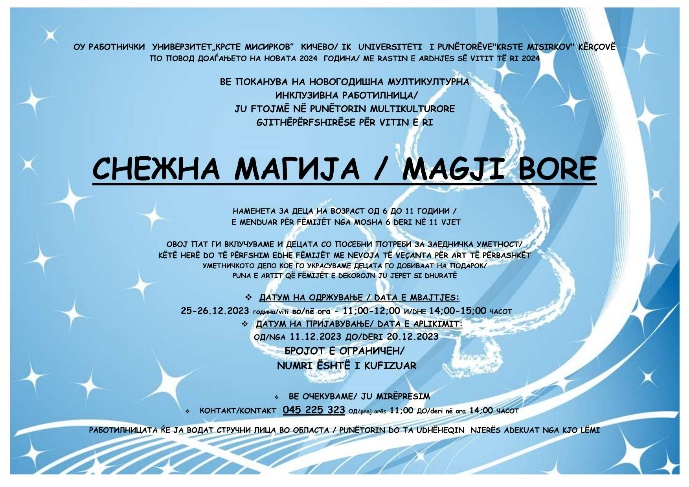 ОУ РАБОТНИЧКИ УНИВЕРЗИТЕТ„КРСТЕ МИСИРКОВ“ КИЧЕВО/ IK UNIVERSITETI I PUNËTORËVE"KRSTE MISIRKOV" KËRÇOVË
ПО ПОВОД ДОАЃАЊЕТО НА НОВАТА 2024 ГОДИНА/ ME RASTIN E ARDHJES SË VITIT TË RI 2024
ВЕ ПОКАНУВА НА НОВОГОДИШНА МУЛТИКУЛТУРНА
ИНКЛУЗИВНА РАБОТИЛНИЦА/
JU FTOJMË NË PUNËTORIN MULTIKULTURORE
GJITHËPËRFSHIRËSE PËR VITIN E RI
СНЕЖНА МАГИЈА / MAGJI BORE
НАМЕНЕТА ЗА ДЕЦА НА ВОЗРАСТ ОД 6 ДО 11 ГОДИНИ /
E MENDUAR PËR FËMIJËT NGA MOSHA 6 DERI NË 11 VJET
ОВОЈ ПАТ ГИ ВКЛУЧУВАМЕ И ДЕЦАТА СО ПОСЕБНИ ПОТРЕБИ ЗА ЗАЕДНИЧКА УМЕТНОСТ/
KËTË HERË DO TË PËRFSHIM EDHE FËMIJËT ME NEVOJA TË VEÇANTA PËR ART TË PËRBASHKËT
УМЕТНИЧКОТО ДЕЛО КОЕ ГО УКРАСУВАМЕ ДЕЦАТА ГО ДОБИВААТ НА ПОДАРОК/
PUNA E ARTIT QË FËMIJËT E DEKOROJN JU JEPET SI DHURATË
❖ ДАТУМ НА ОДРЖУВАЊЕ / DATA E MBAJTJES:
25-26.12.2023 година/viti во/në ora - 11;00-12;00 И/DHE 14;00-15;00 ЧАСОТ
❖ ДАТУМ НА ПРИЈАВУВАЊЕ/ DATA E APLIKIMIT:
ОД/NGA 11.12.2023 ДО/DERI 20.12.2023
БРОЈОТ Е ОГРАНИЧЕН/
NUMRI ËSHTË I KUFIZUAR
❖ ВЕ ОЧЕКУВАМЕ/ JU MIRËPRESIM
❖ КОНТАКТ/KONTAKT 045 225 323 ОД/prej orës 11;00 ДО/deri në ora 14;00 ЧАСОТ
РАБОТИЛНИЦАТА ЌЕ ЈА ВОДАТ СТРУЧНИ ЛИЦА ВО ОБЛАСТА / PUNËTORIN DO TA UDHËHEQIN NJERËS ADEKUAT NGA KJO LËMI